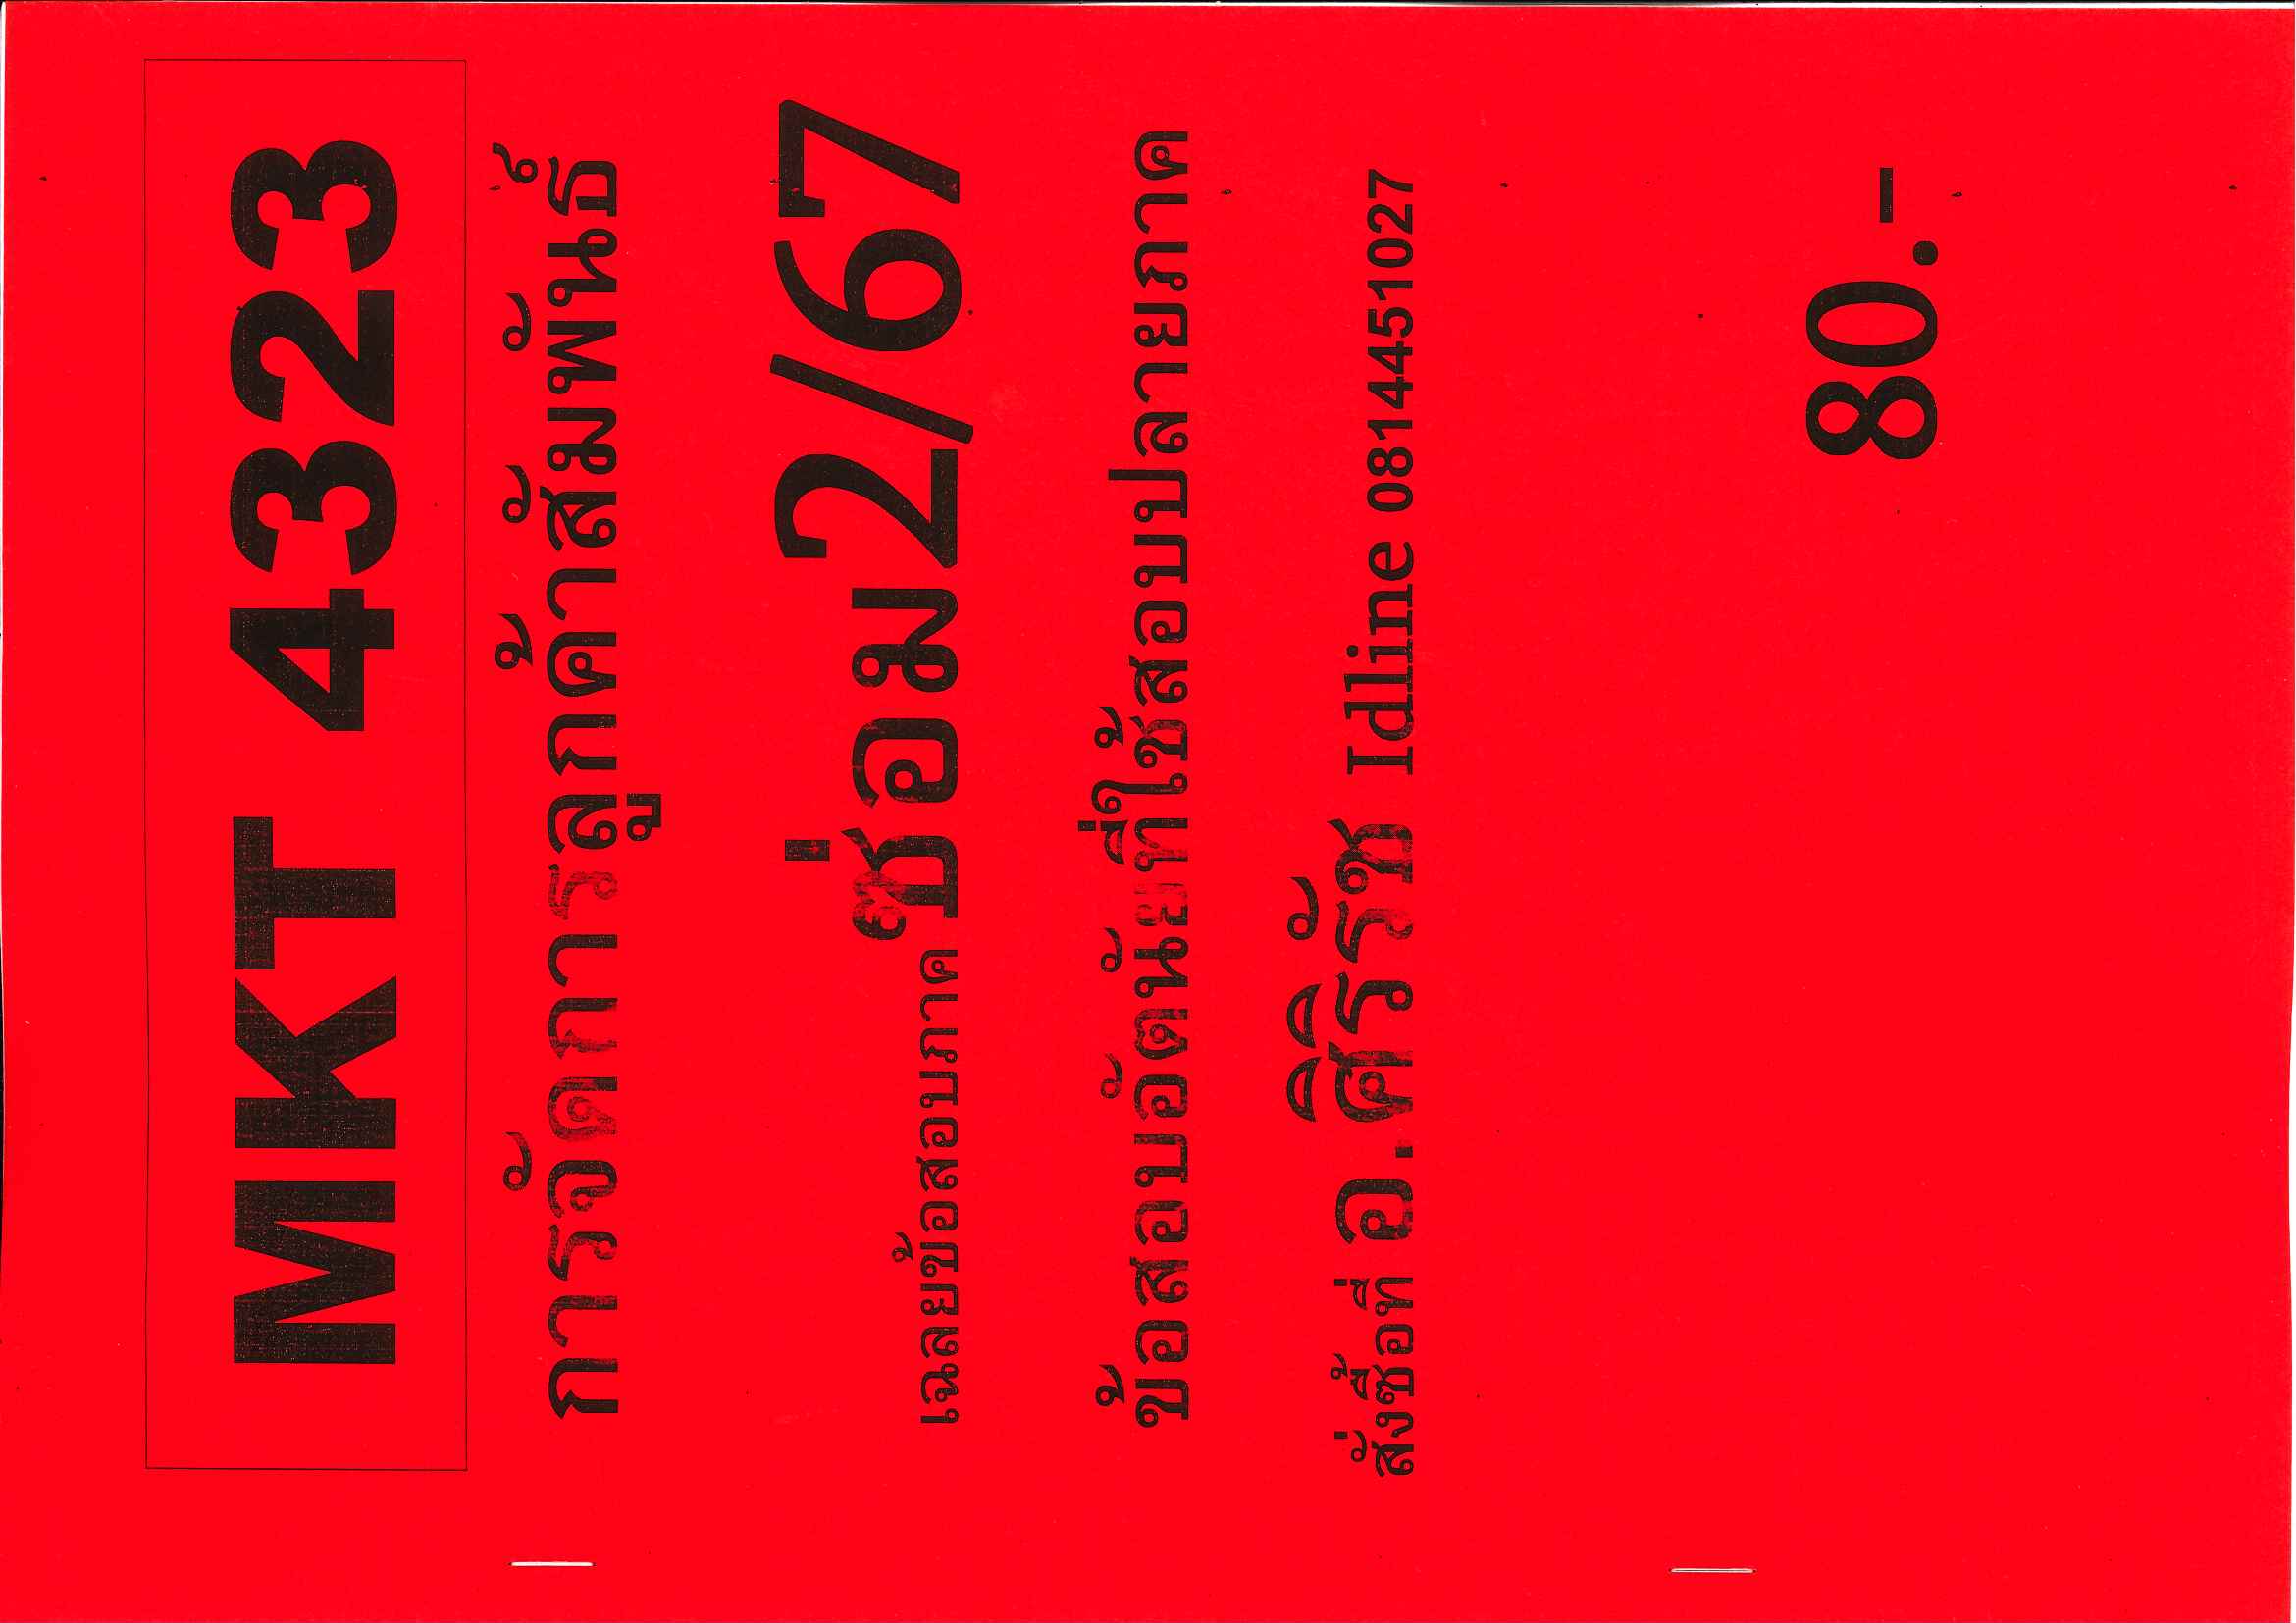 MKT 4323
การจัดการลูกค้าสัมพันธ์
เฉลยข้อสอบภาค ซ่อม2/67
ข้อสอบอัตนัยที่ใช้สอบปลายภาค
สั่งซื้อที่ อ.ศิริรัช Idline 0814451027
80.-